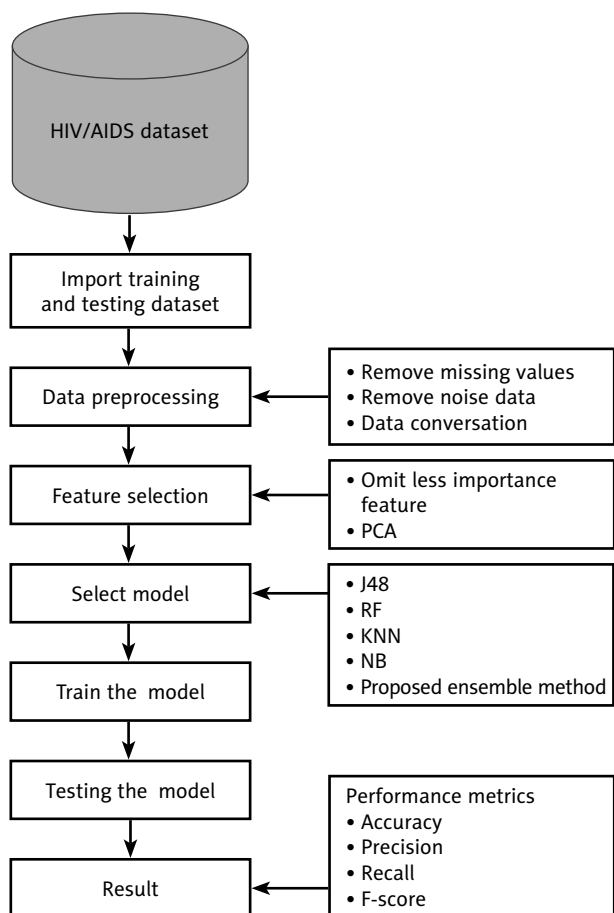 HIV/AIDS dataset
Import training
and testing dataset
Data preprocessing
• Remove missing values
• Remove noise data
• Data conversation
Feature selection
• Omit less importance
feature
• PCA
Select model
• J48
• RF
• KNN
• NB
• Proposed ensemble method
Train the model
Testing the model
Result
Performance metrics
• Accuracy
• Precision
• Recall
• F-score